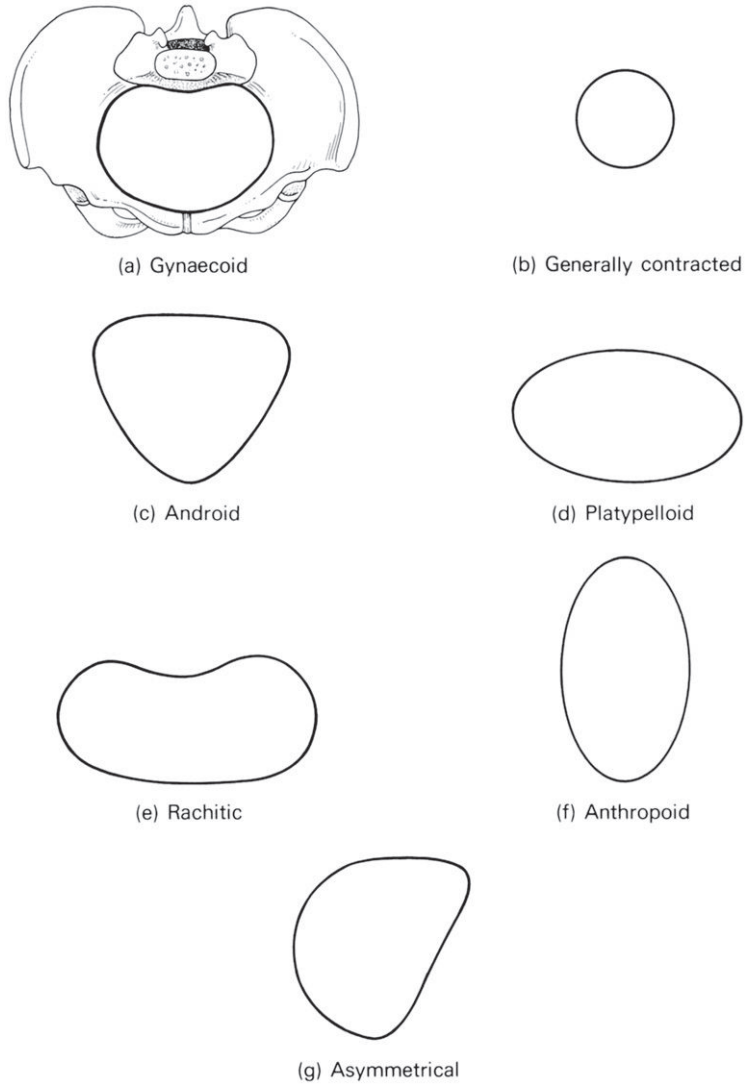 (a) Gynaecoid
(b) Generally contracted
(c) Android
(d) Platypelloid
(e) Rachitic
(f) Anthropoid
(g) Asymmetrical